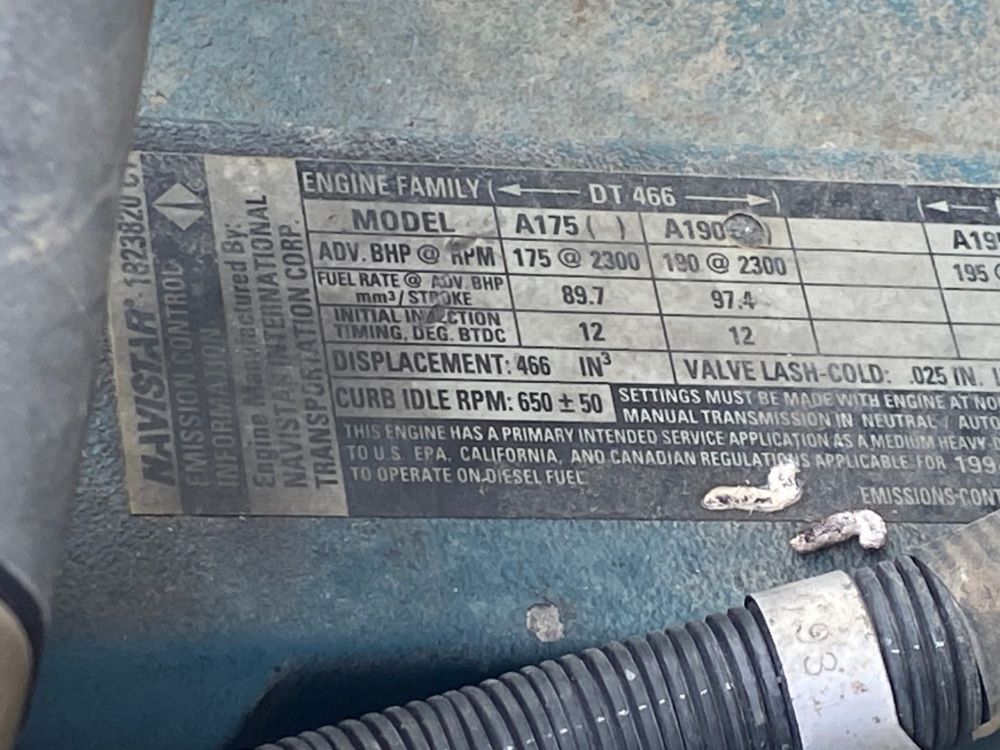 NAVISTAR® 1823820 C1
EMISSION CONTROL
INFORMATION
Engine Manufactured By:
NAVISTAR INTERNATIONAL
TRANSPORTATION CORP.
ENGINE FAMILY ( DT 466 ) (
MODEL A175 ( ) A190 ( ) A195
ADV. BHP @ RPM 175 @ 2300 190 @ 2300 195 @
FUEL RATE @ ADV. BHP
mm³/STROKE 89.7 97.4
INITIAL INJECTION
TIMING, DEG. BTDC 12 12
DISPLACEMENT: 466 IN³ VALVE LASH-COLD: .025 IN.
CURB IDLE RPM: 650 ± 50
SETTINGS MUST BE MADE WITH ENGINE AT NO
MANUAL TRANSMISSION IN NEUTRAL / AUTO
THIS ENGINE HAS A PRIMARY INTENDED SERVICE APPLICATION AS A MEDIUM HEAVY-
TO U.S. EPA, CALIFORNIA, AND CANADIAN REGULATIONS APPLICABLE FOR 199
TO OPERATE ON DIESEL FUEL.
EMISSIONS CONT